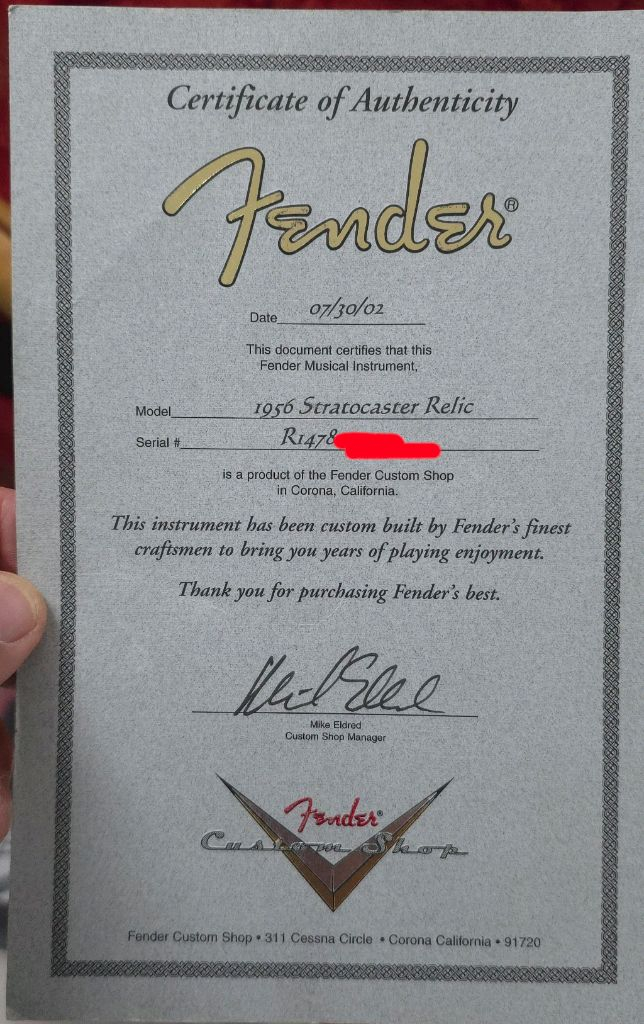 Certificate of Authenticity
Fender®
Date 07/30/02
This document certifies that this
Fender Musical Instrument,
Model 1956 Stratocaster Relic
Serial # R1478
is a product of the Fender Custom Shop
in Corona, California.
This instrument has been custom built by Fender's finest
craftsmen to bring you years of playing enjoyment.
Thank you for purchasing Fender's best.
Mike Eldred
Mike Eldred
Custom Shop Manager
Fender®
Custom Shop
Fender Custom Shop • 311 Cessna Circle • Corona California • 91720